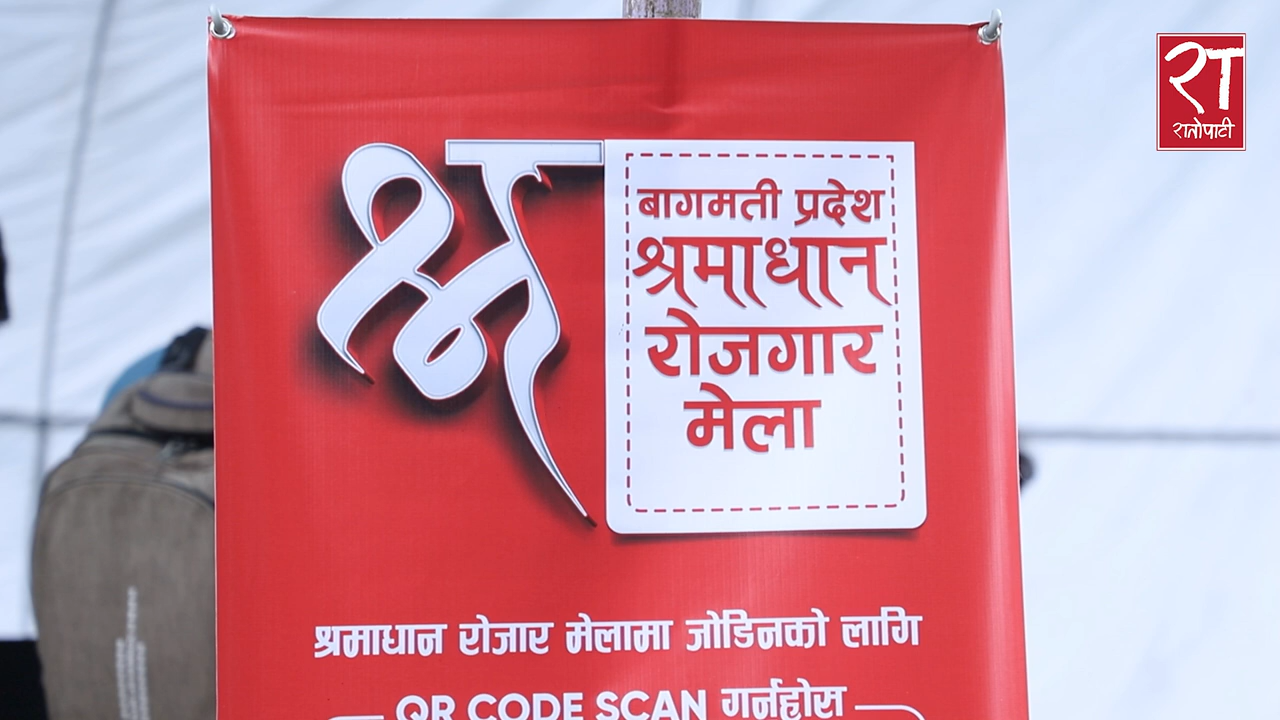 श्र
बागमती प्रदेश
श्रमाधान
रोजगार
मेला
श्रमाधान रोजार मेलामा जोडिनको लागि
QR CODE SCAN गर्नुहोस
रा
रातोपाटी